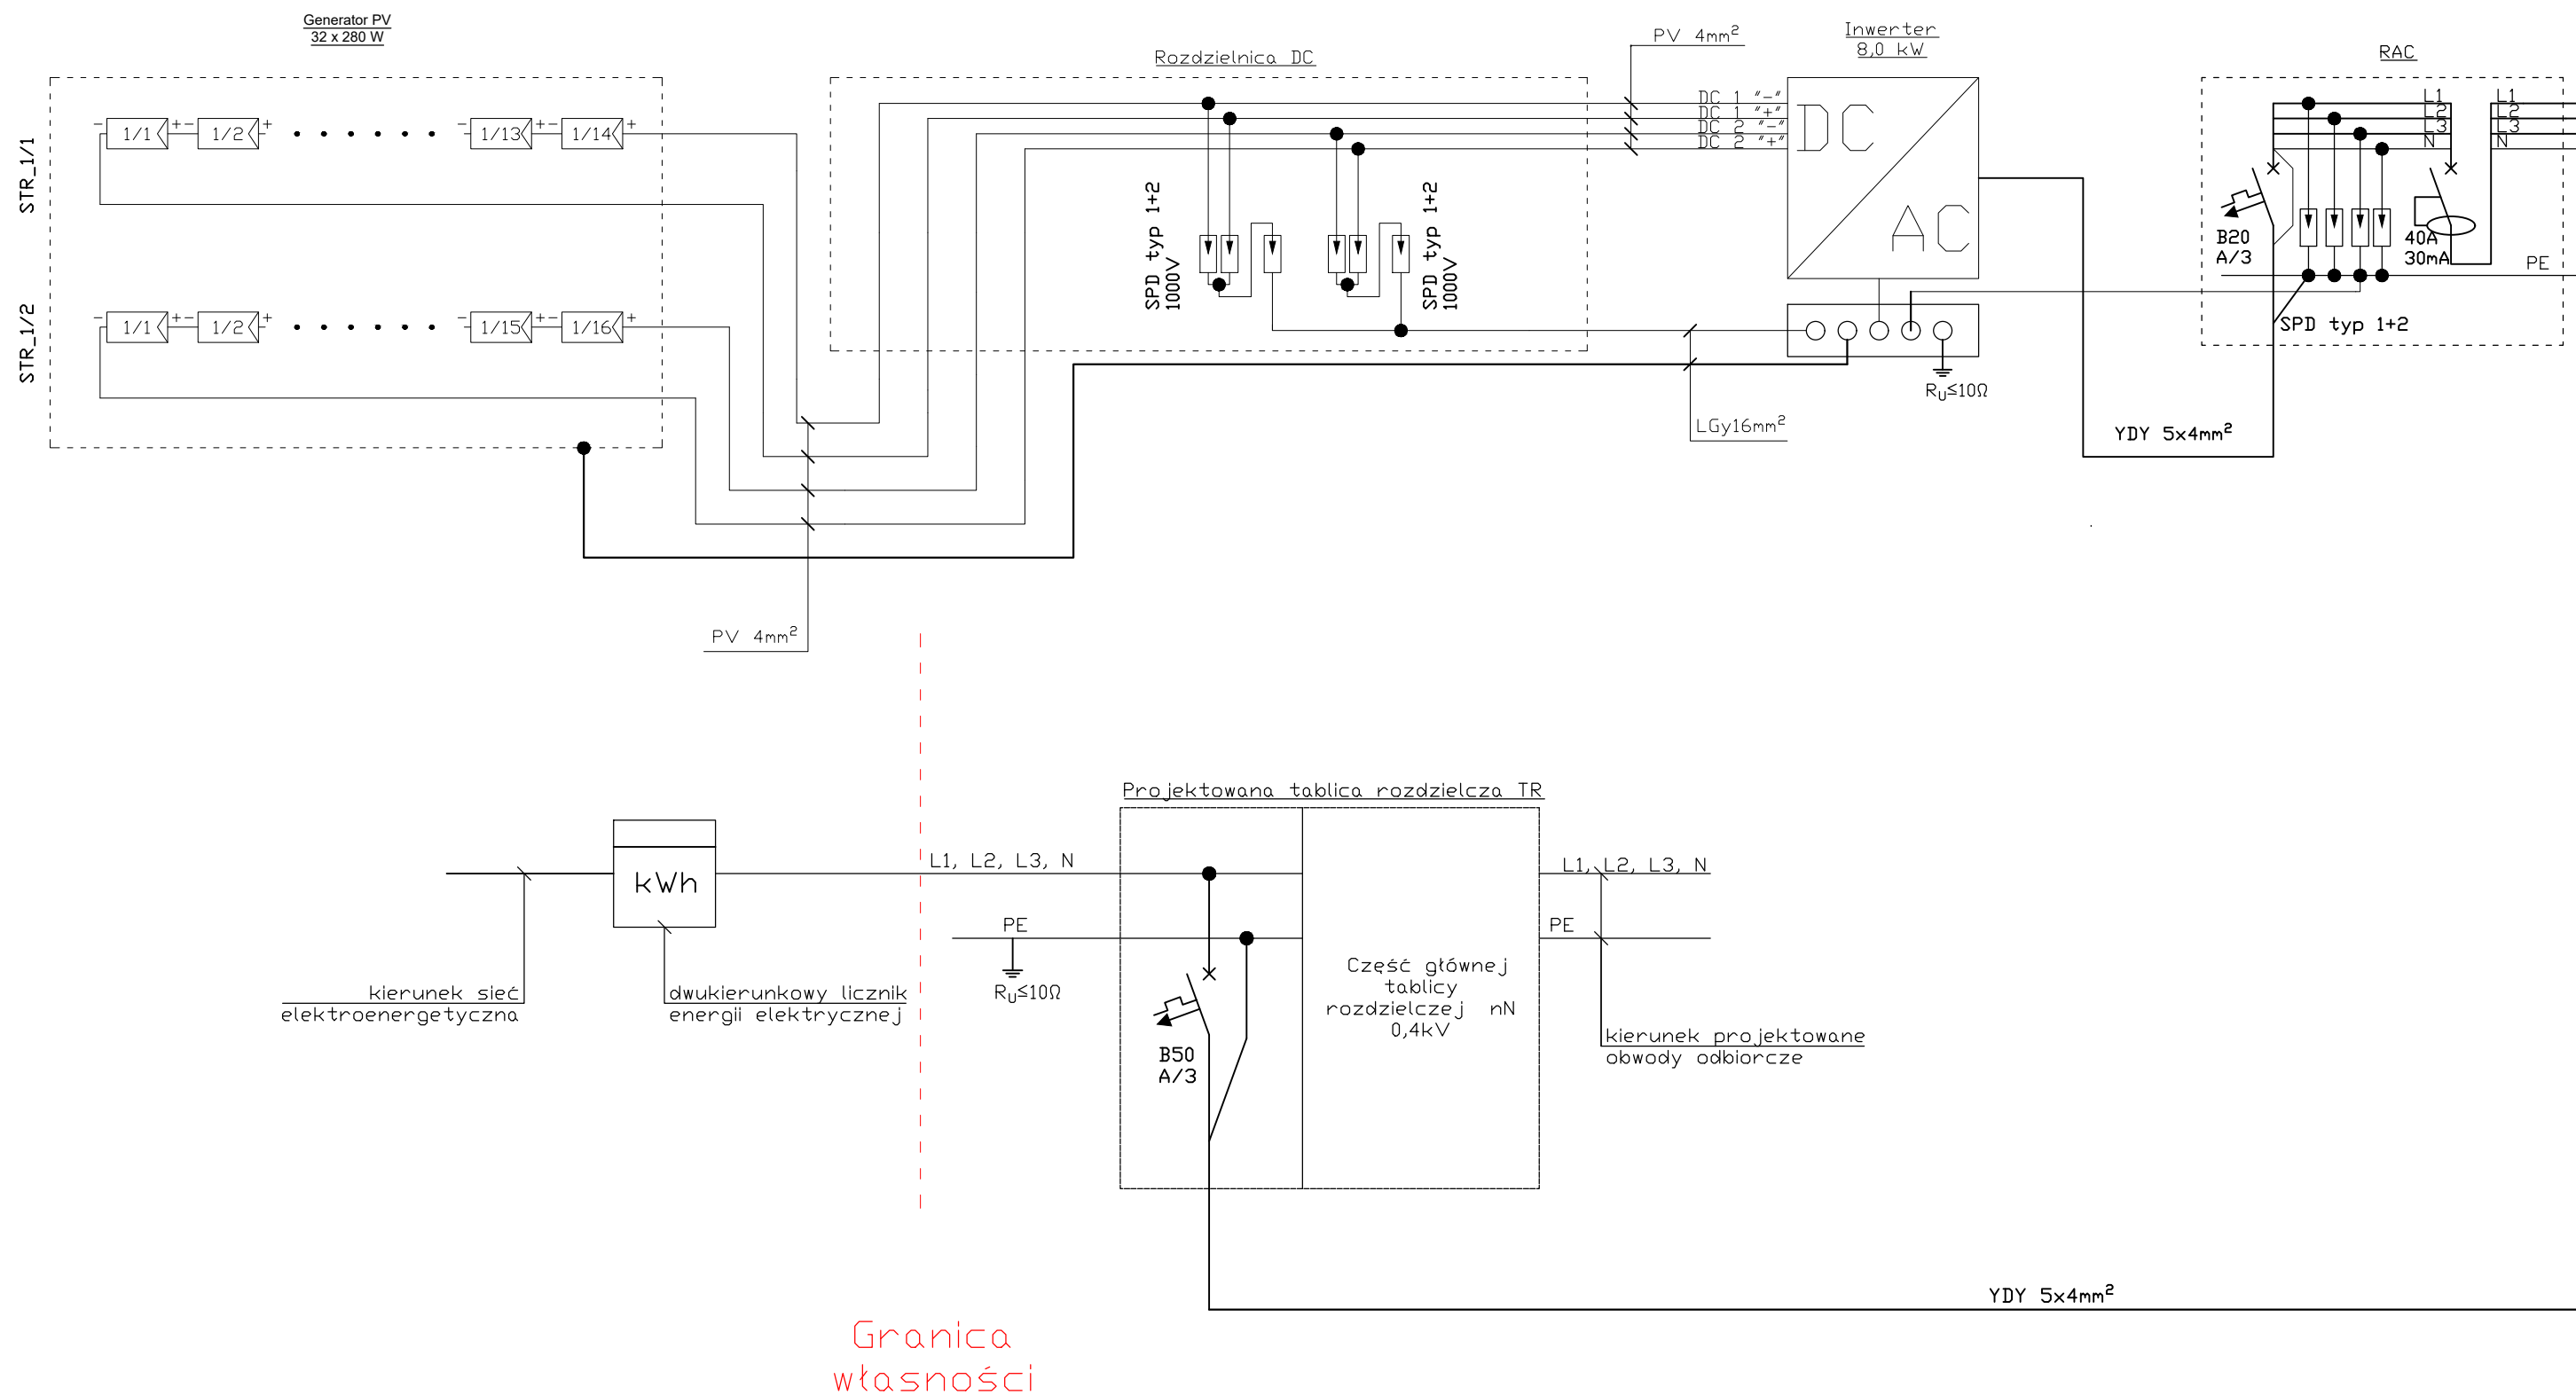 Generator PV
32 x 280 W
STR_1/1
- 1/1 + - 1/2 + - 1/13 + - 1/14 +
STR_1/2
- 1/1 + - 1/2 + - 1/15 + - 1/16 +
PV 4mm²
Rozdzielnica DC
SPD typ 1+2
1000V
SPD typ 1+2
1000V
PV 4mm²
DC 1 "-"
DC 1 "+"
DC 2 "-"
DC 2 "+"
Inwerter
8,0 kW
DC
AC
RU≤10Ω
LGy16mm²
YDY 5x4mm²
RAC
L1
L2
L3
N
L1
L2
L3
N
B20
A/3
40A
30mA
PE
SPD typ 1+2
kWh
kierunek sieć
elektroenergetyczna
dwukierunkowy licznik
energii elektrycznej
L1, L2, L3, N
PE
RU≤10Ω
Projektowana tablica rozdzielcza TR
B50
A/3
Część głównej
tablicy
rozdzielczej nN
0,4kV
L1, L2, L3, N
PE
kierunek projektowane
obwody odbiorcze
YDY 5x4mm²
Granica
własności